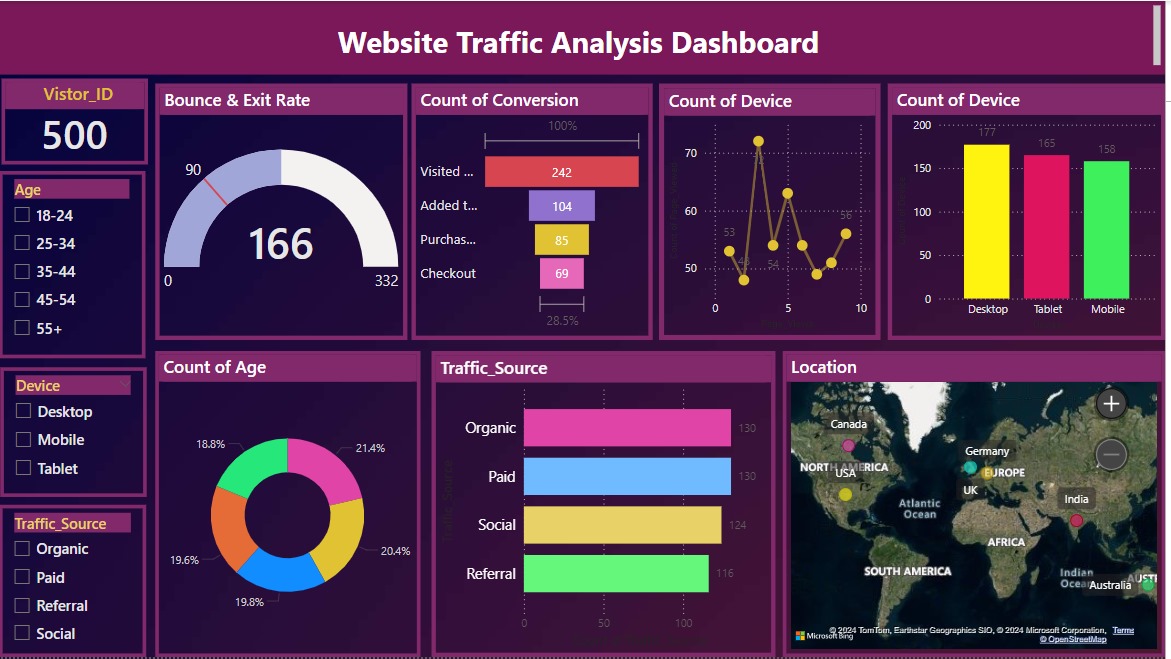 Website Traffic Analysis Dashboard
Vistor_ID
500
Age
18-24
25-34
35-44
45-54
55+
Device
Desktop
Mobile
Tablet
Traffic_Source
Organic
Paid
Referral
Social
Bounce & Exit Rate
90
166
0
332
Count of Conversion
100%
Visited ...
242
Added t...
104
Purchas...
85
Checkout
69
28.5%
Count of Device
70
60
50
53
54
56
0
5
10
Count of Device
200
150
100
50
0
177
165
158
Desktop
Tablet
Mobile
Count of Age
18.8%
21.4%
19.6%
20.4%
19.8%
Traffic_Source
Organic
130
Paid
130
Social
124
Referral
116
0
50
100
Traffic_Source
Location
Canada
NORTH AMERICA
USA
Germany
EUROPE
UK
Atlantic
Ocean
India
AFRICA
SOUTH AMERICA
Indian
Ocean
Australia
Microsoft Bing
© 2024 TomTom, Earthstar Geographics SIO, © 2024 Microsoft Corporation, Terms
© OpenStreetMap